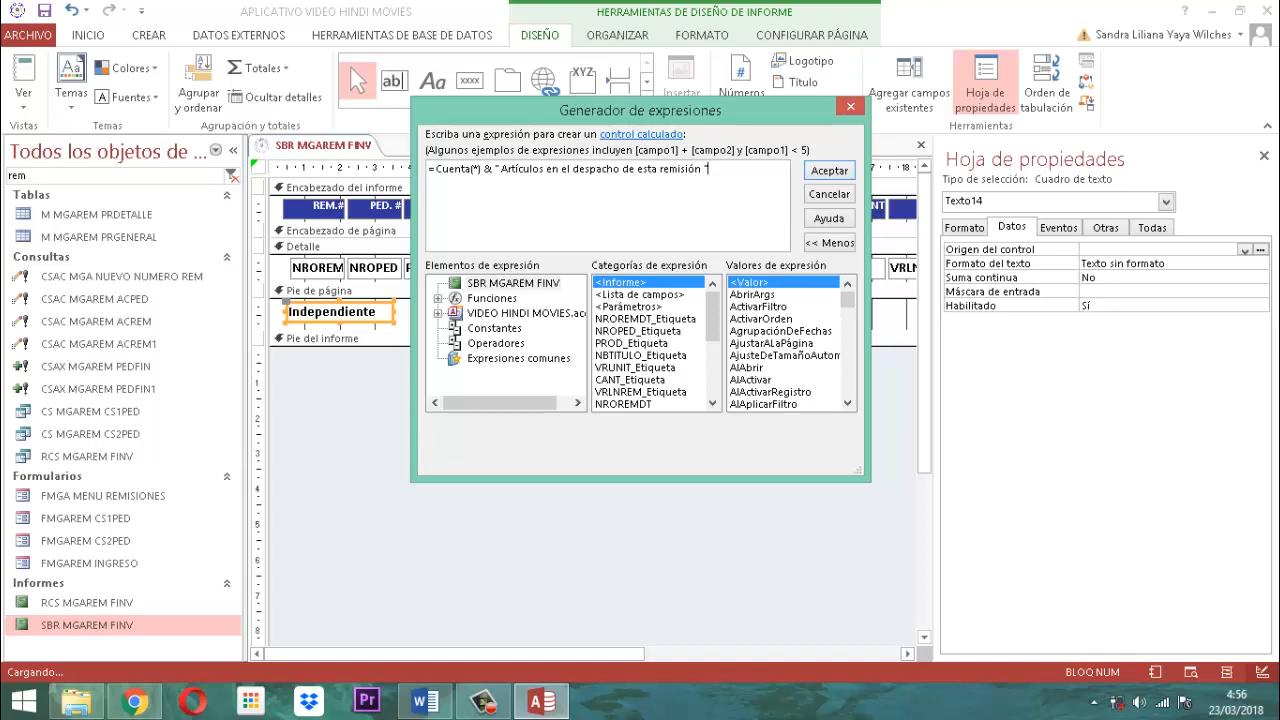 APLICATIVO VIDEO HINDI MOVIES
HERRAMIENTAS DE DISEÑO DE INFORME
?
ARCHIVO INICIO CREAR DATOS EXTERNOS HERRAMIENTAS DE BASE DE DATOS DISEÑO ORGANIZAR FORMATO CONFIGURAR PÁGINA Sandra Liliana Yaya Wilches
Ver
Vistas
Temas
Colores
Fuentes
Temas
Agrupar y ordenar
Totales
Ocultar detalles
Agrupación y totales
ab|
Aa
xxxx
XYZ
Insertar
Números
Logotipo
Título
Agregar campos existentes
Hoja de propiedades
Orden de tabulación
Herramientas
Todos los objetos de ...
rem
Tablas
M MGAREM PRDETALLE
M MGAREM PRGENERAL
Consultas
CSAC MGA NUEVO NUMERO REM
CSAC MGAREM ACPED
CSAC MGAREM ACREM
CSAC MGAREM ACREM1
CSAX MGAREM PEDFIN
CSAX MGAREM PEDFIN1
CS MGAREM CS1PED
CS MGAREM CS2PED
RCS MGAREM FINV
Formularios
FMGA MENU REMISIONES
FMGAREM CS1PED
FMGAREM CS2PED
FMGAREM INGRESO
Informes
RCS MGAREM FINV
SBR MGAREM FINV
SBR MGAREM FINV
Encabezado del informe
REM.# PED. #
Encabezado de página
Detalle
NROREM NROPED
VRLN
Pie de página
Independiente
Pie del informe
Generador de expresiones
Escriba una expresión para crear un control calculado:
(Algunos ejemplos de expresiones incluyen [campo1] + [campo2] y [campo1] < 5)
=Cuenta(*) & " Artículos en el despacho de esta remisión "
Aceptar
Cancelar
Ayuda
<< Menos
Elementos de expresión
SBR MGAREM FINV
Funciones
VIDEO HINDI MOVIES.acc
Constantes
Operadores
Expresiones comunes
Categorías de expresión
<Informe>
<Lista de campos>
<Parámetros>
NROREMDT_Etiqueta
NROPED_Etiqueta
PROD_Etiqueta
NBTITULO_Etiqueta
VRUNIT_Etiqueta
CANT_Etiqueta
VRLNREM_Etiqueta
NROREMDT
Valores de expresión
<Valor>
AbrirArgs
ActivarFiltro
ActivarOrden
AgrupaciónDeFechas
AjustarALaPágina
AjusteDeTamañoAutom
AlAbrir
AlActivar
AlActivarRegistro
AlAplicarFiltro
Hoja de propiedades
Tipo de selección: Cuadro de texto
Texto14
Formato Datos Eventos Otras Todas
Origen del control
Formato del texto Texto sin formato
Suma continua No
Máscara de entrada
Habilitado Sí
Cargando...
BLOQ NUM
Pr
4:56
23/03/2018